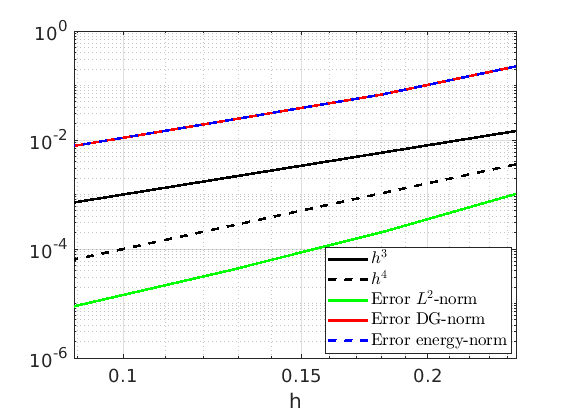 10^0
10^-2
10^-4
10^-6
h^3
h^4
Error L^2-norm
Error DG-norm
Error energy-norm
0.1
0.15
0.2
h